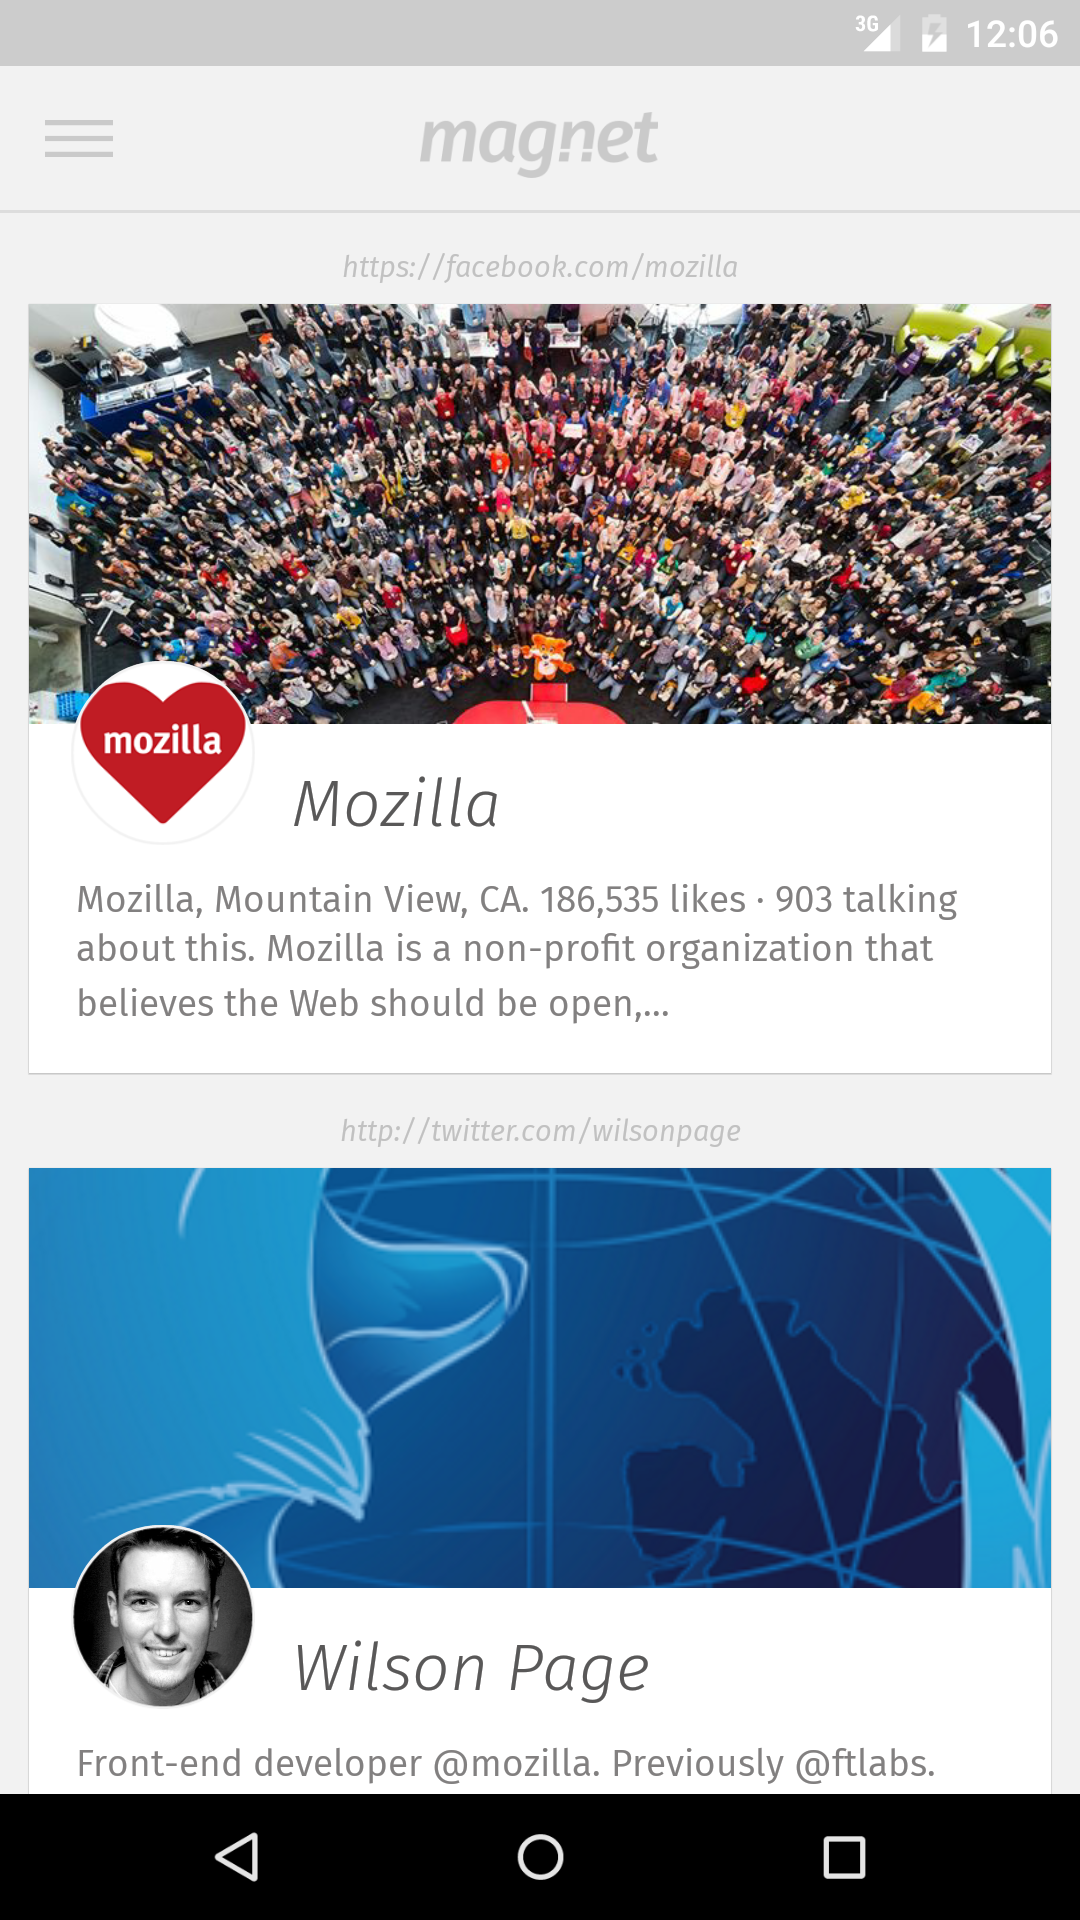 3G 12:06
magnet
https://facebook.com/mozilla
mozilla
Mozilla
Mozilla, Mountain View, CA. 186,535 likes · 903 talking
about this. Mozilla is a non-profit organization that
believes the Web should be open,...
http://twitter.com/wilsonpage
Wilson Page
Front-end developer @mozilla. Previously @ftlabs.